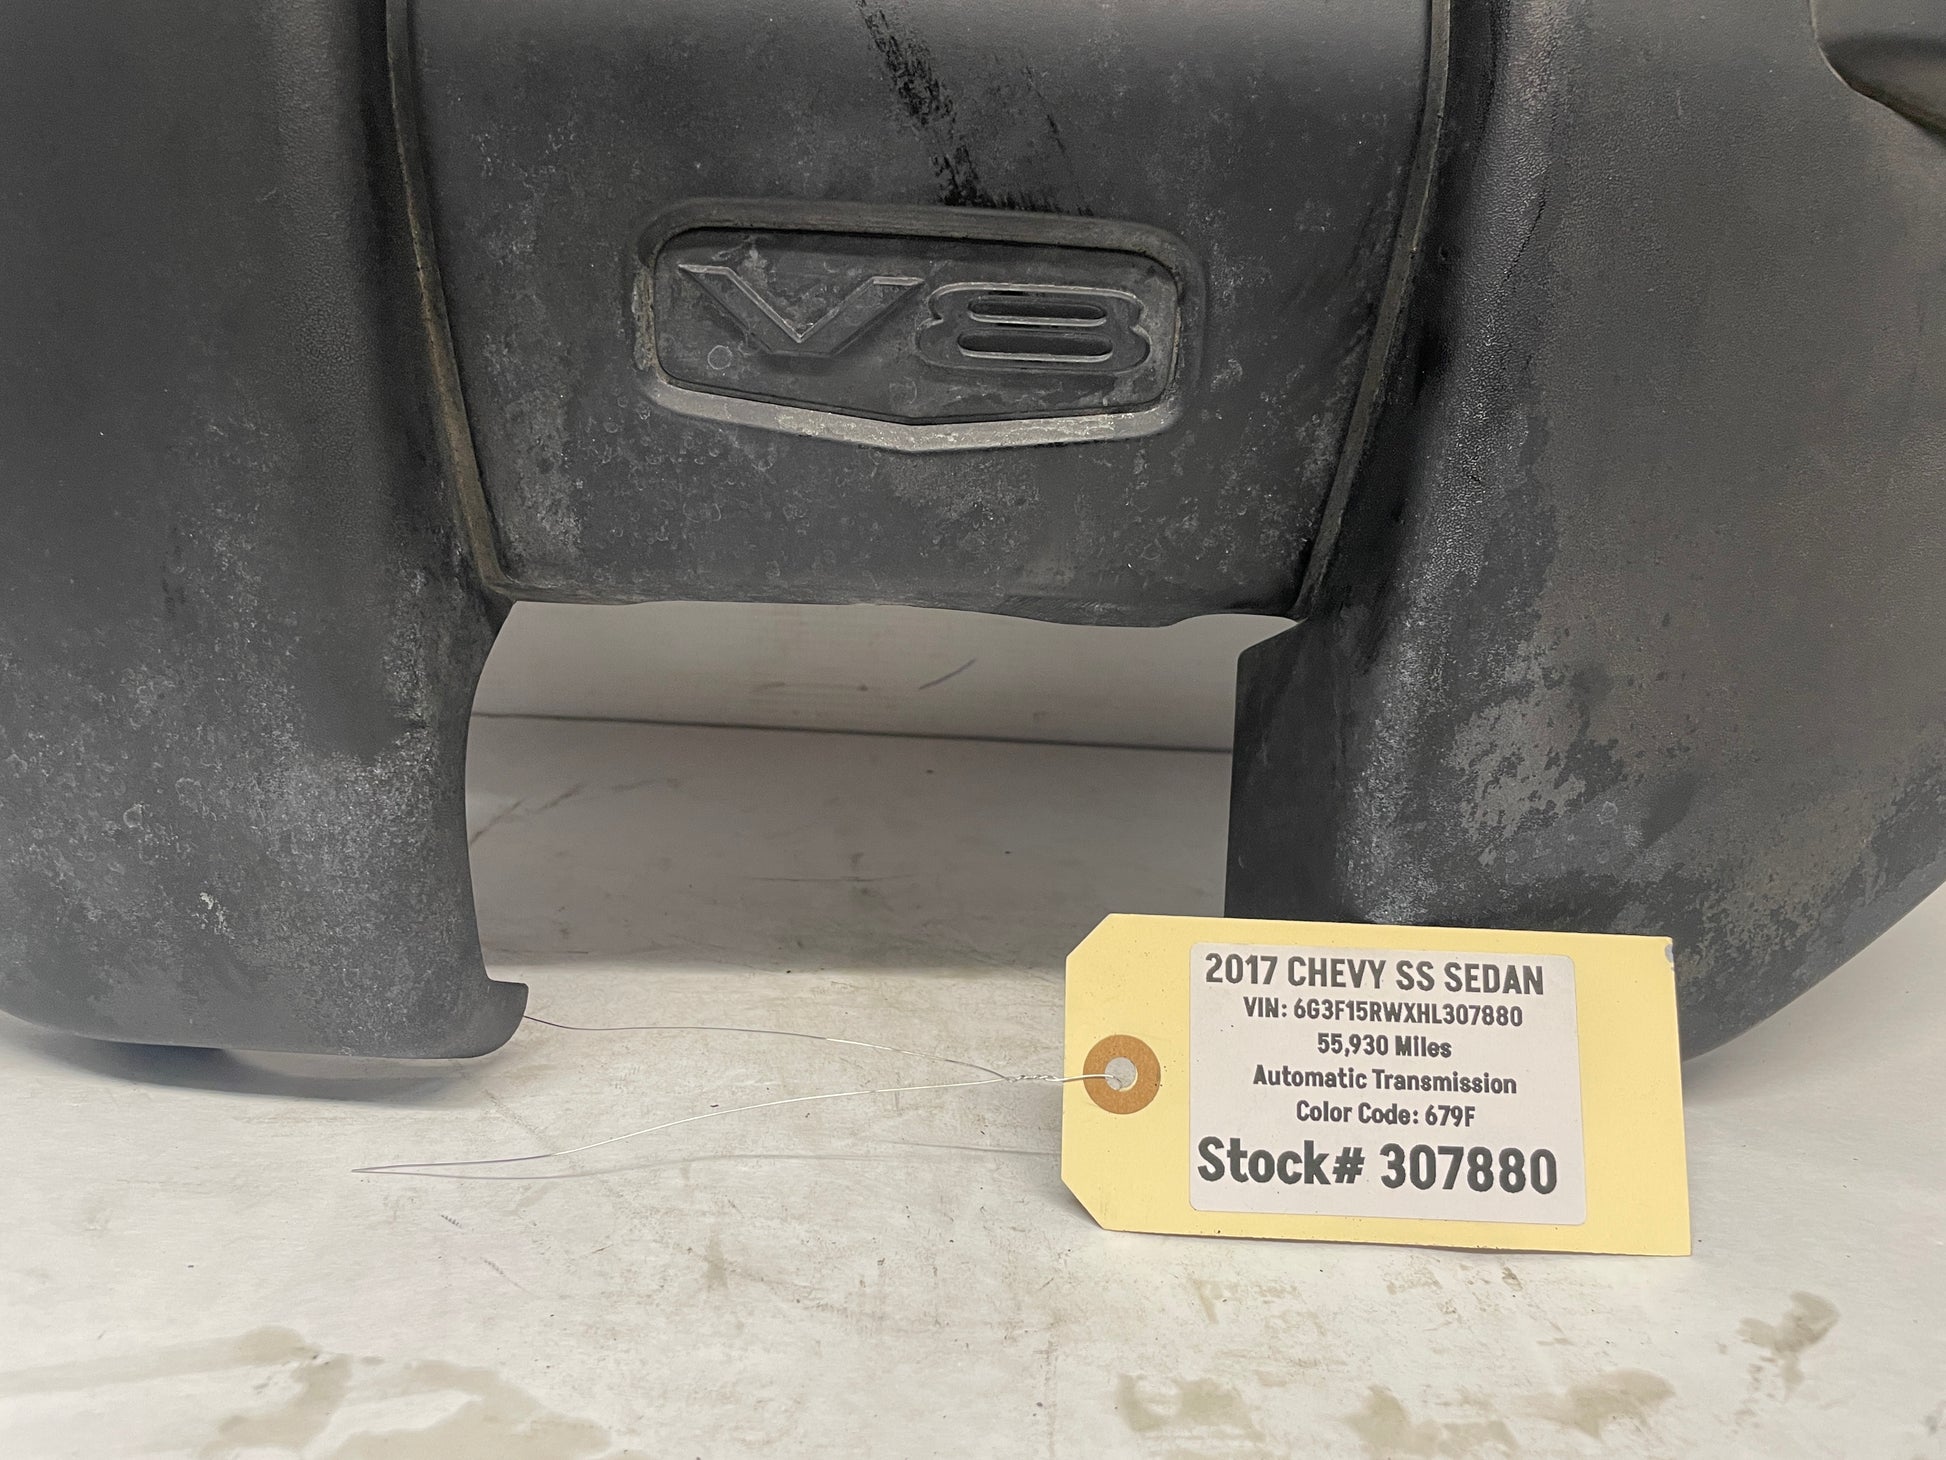 V8
2017 CHEVY SS SEDAN
VIN: 6G3F15RWXHL307880
55,930 Miles
Automatic Transmission
Color Code: 679F
Stock# 307880